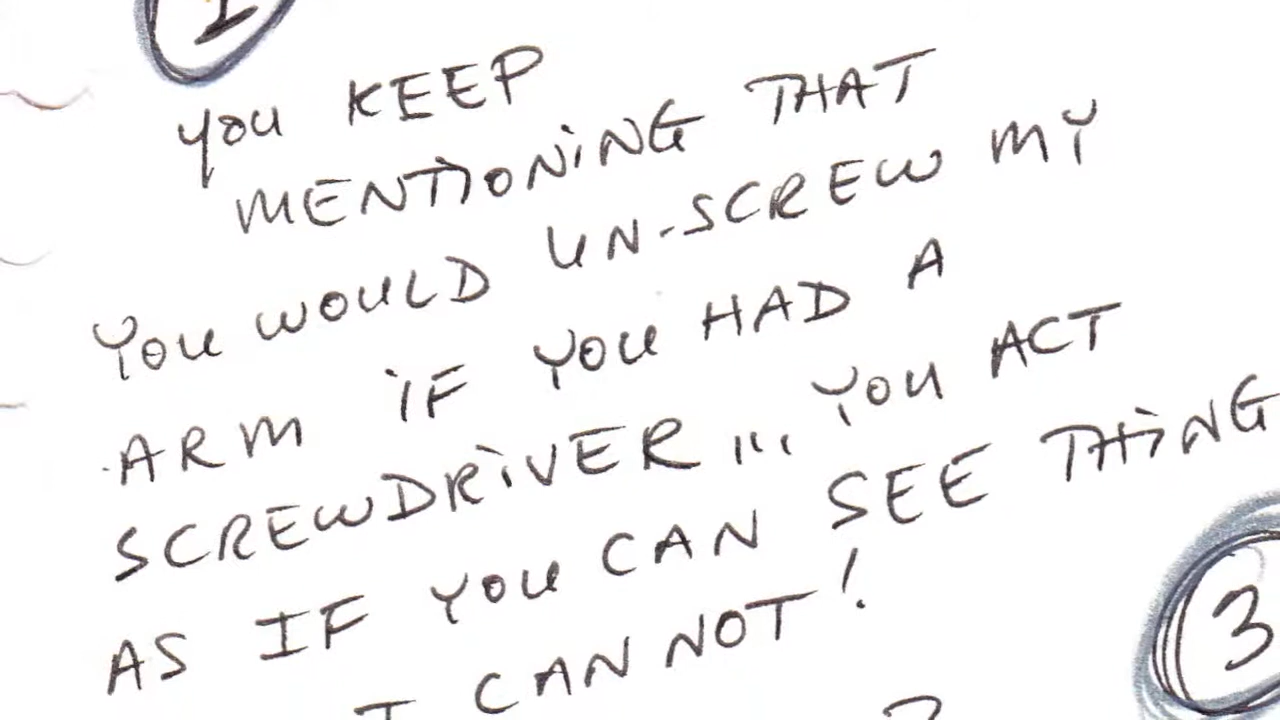 1
you KEEP
MENTIONING THAT
YOU WOULD UN-SCREW MY
ARM IF YOU HAD A
SCREWDRIVER ... YOU ACT
AS IF YOU CAN SEE THING
I CAN NOT!
3